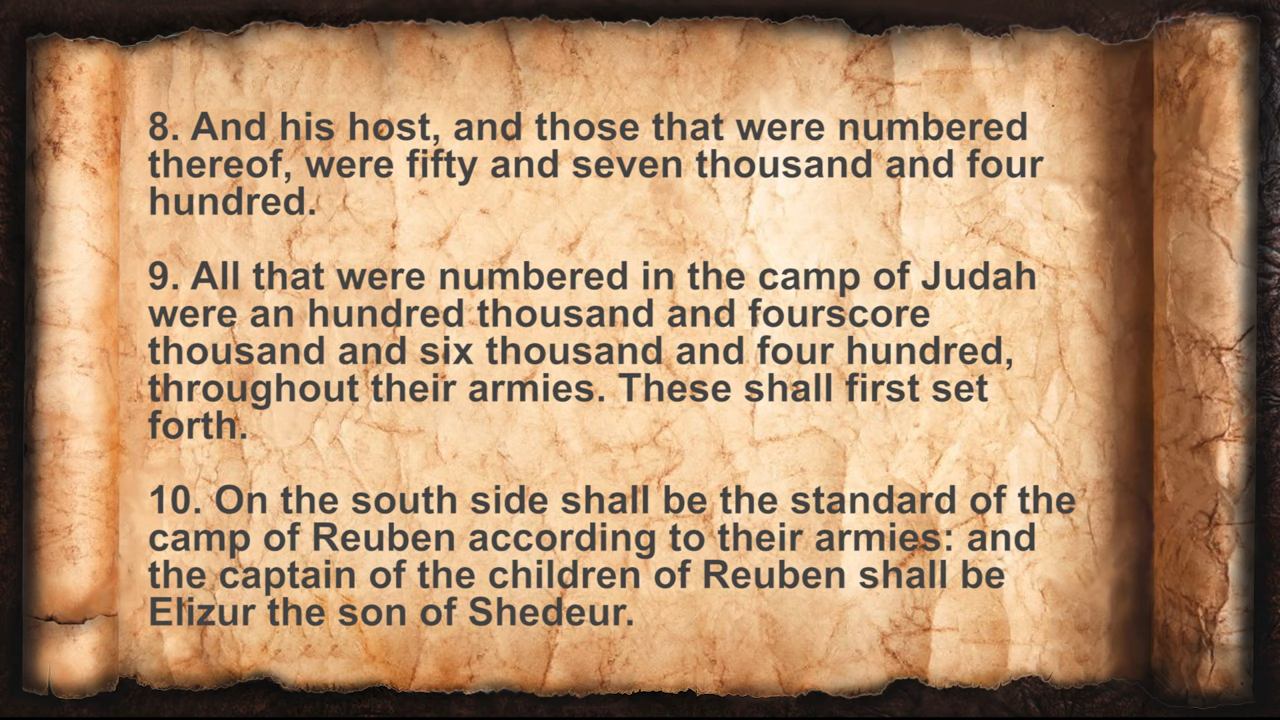 8. And his host, and those that were numbered
thereof, were fifty and seven thousand and four
hundred.
9. All that were numbered in the camp of Judah
were an hundred thousand and fourscore
thousand and six thousand and four hundred,
throughout their armies. These shall first set
forth.
10. On the south side shall be the standard of the
camp of Reuben according to their armies: and
the captain of the children of Reuben shall be
Elizur the son of Shedeur.